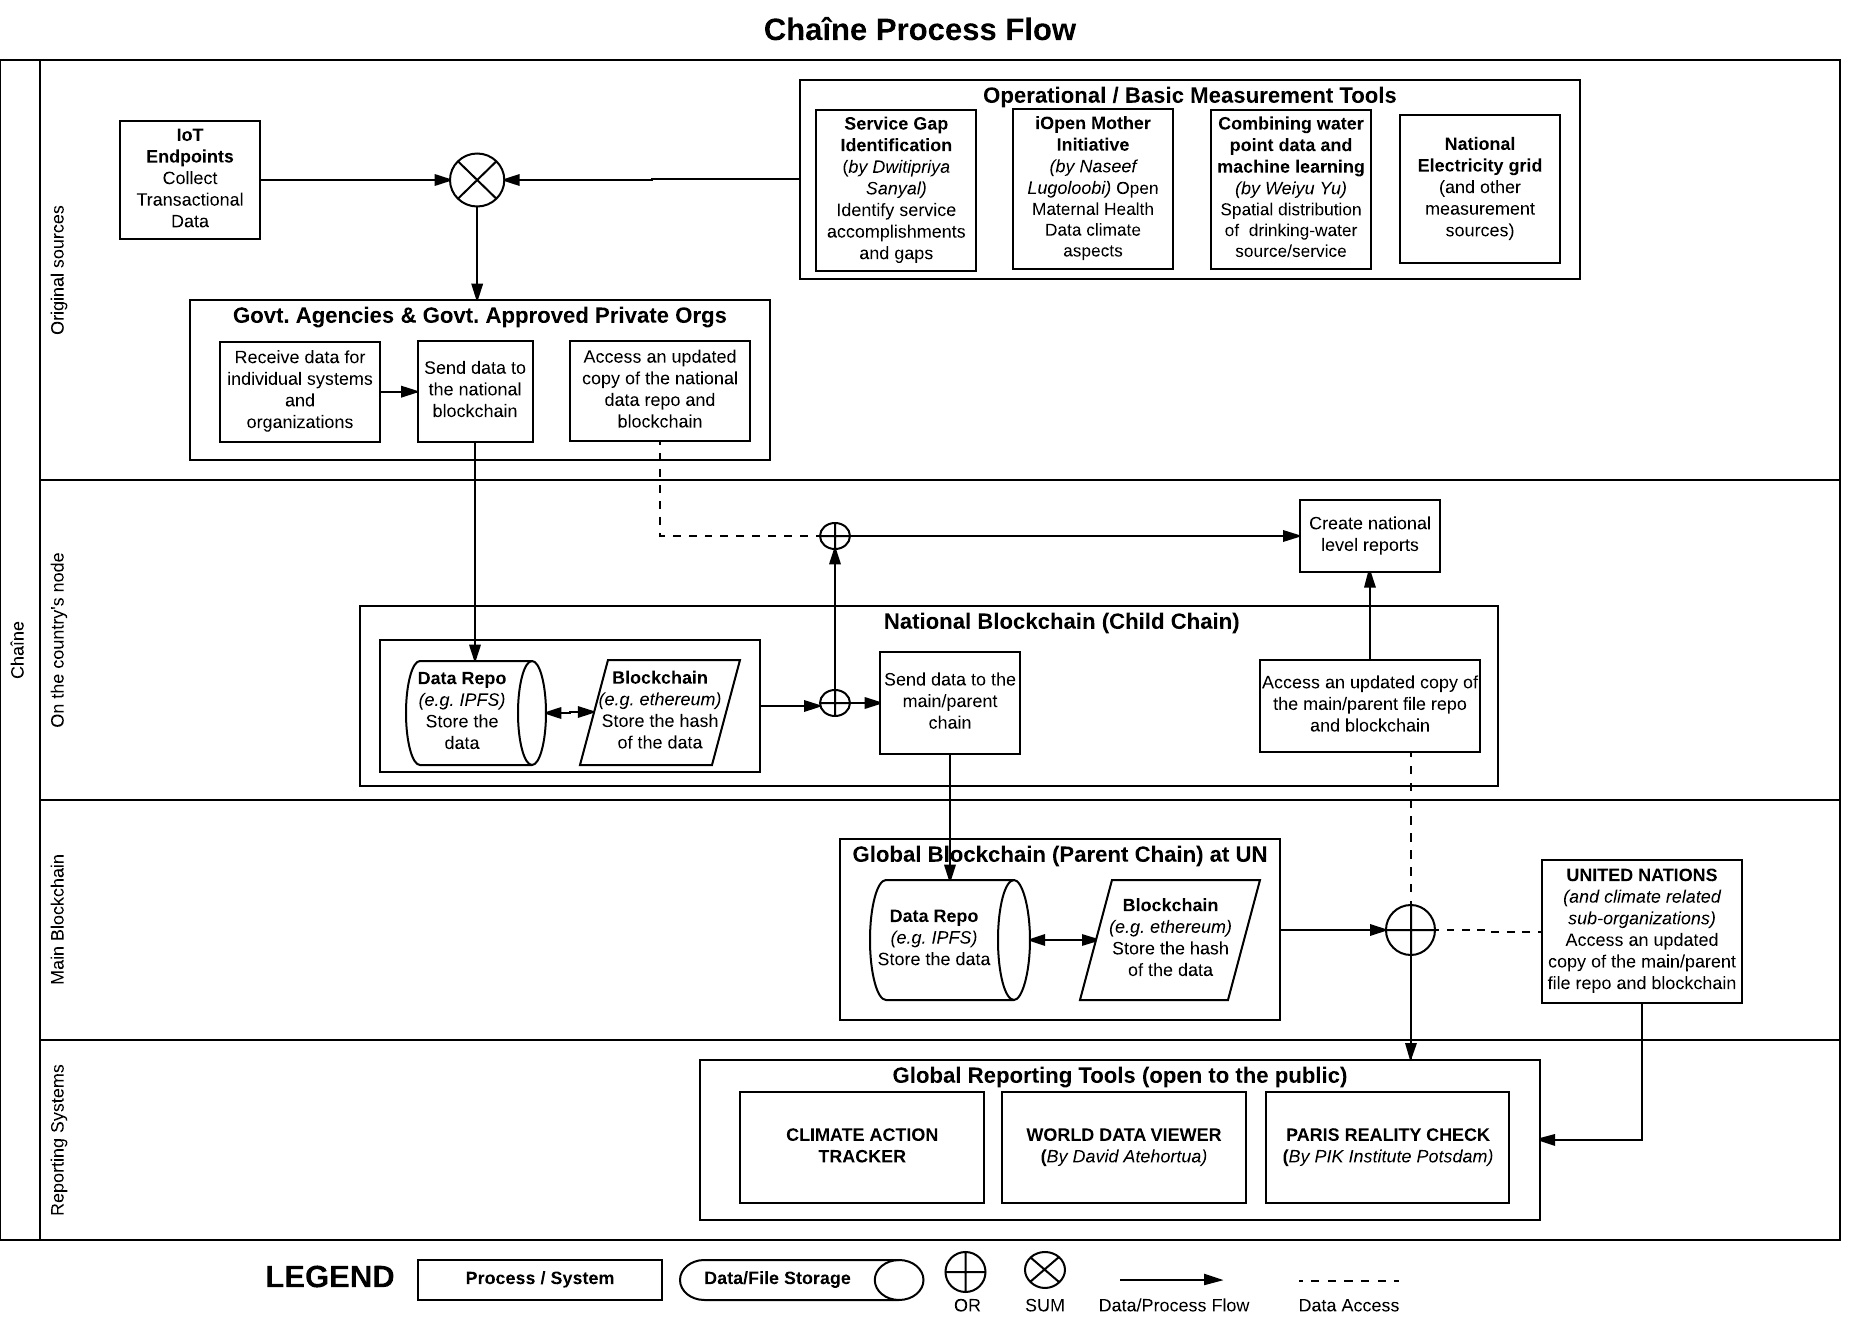 Chaîne Process Flow
Chaîne
Original sources
IoT
Endpoints
Collect
Transactional
Data
Operational / Basic Measurement Tools
Service Gap
Identification
(by Dwitipriya
Sanyal)
Identify service
accomplishments
and gaps
iOpen Mother
Initiative
(by Naseef
Lugoloobi) Open
Maternal Health
Data climate
aspects
Combining water
point data and
machine learning
(by Weiyu Yu)
Spatial distribution
of drinking-water
source/service
National
Electricity grid
(and other
measurement
sources)
Govt. Agencies & Govt. Approved Private Orgs
Receive data for
individual systems
and
organizations
Send data to
the national
blockchain
Access an updated
copy of the national
data repo and
blockchain
On the country's node
Create national
level reports
National Blockchain (Child Chain)
Data Repo
(e.g. IPFS)
Store the
data
Blockchain
(e.g. ethereum)
Store the hash
of the data
Send data to the
main/parent
chain
Access an updated copy of
the main/parent file repo
and blockchain
Main Blockchain
Global Blockchain (Parent Chain) at UN
Data Repo
(e.g. IPFS)
Store the data
Blockchain
(e.g. ethereum)
Store the hash
of the data
UNITED NATIONS
(and climate related
sub-organizations)
Access an updated
copy of the main/parent
file repo and blockchain
Reporting Systems
Global Reporting Tools (open to the public)
CLIMATE ACTION
TRACKER
WORLD DATA VIEWER
(By David Atehortua)
PARIS REALITY CHECK
(By PIK Institute Potsdam)
LEGEND
Process / System
Data/File Storage
OR
SUM
Data/Process Flow
Data Access